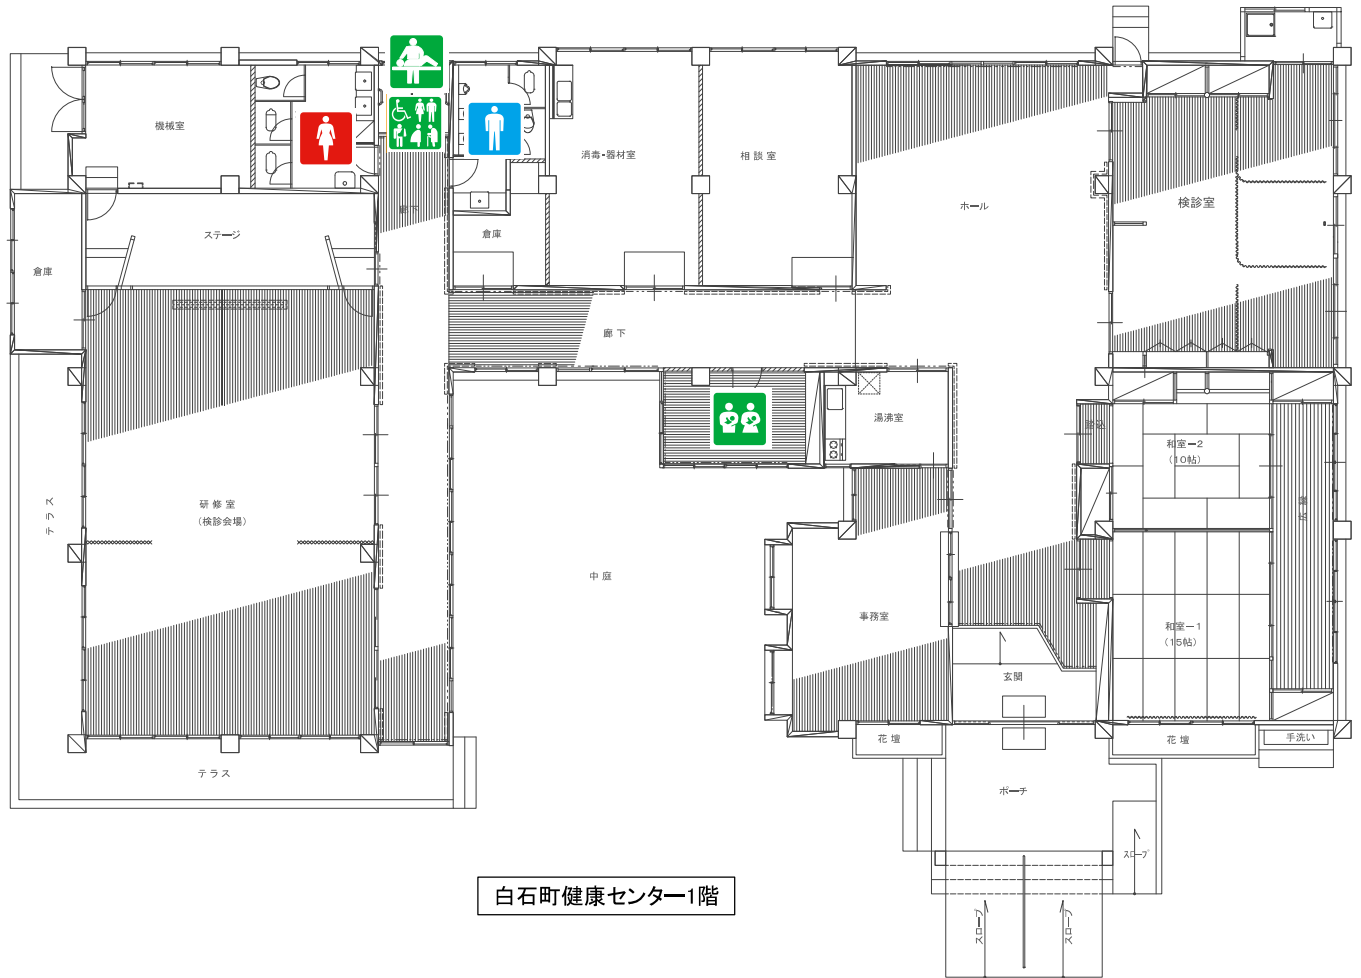 機械室
消毒・器材室
相談室
ホール
検診室
廊下
倉庫
ステージ
倉庫
廊下
湯沸室
和室ー2
(10帖)
広縁
テラス
研修室
(検診会場)
中庭
事務室
和室ー1
(15帖)
玄関
花壇
花壇
手洗い
テラス
ポーチ
スロープ
白石町健康センター1階
スロープ
スロープ